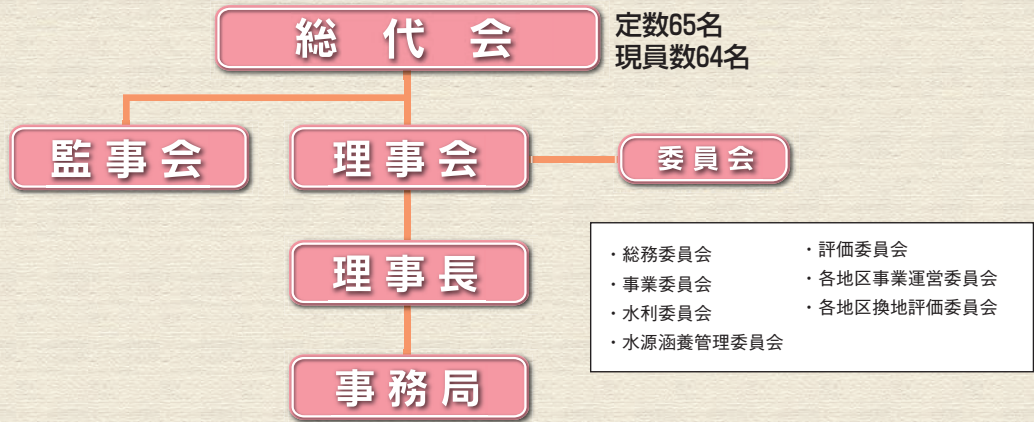 総代会
定数65名
現員数64名
監事会
理事会
委員会
理事長
事務局
・総務委員会
・事業委員会
・水利委員会
・水源涵養管理委員会
・評価委員会
・各地区事業運営委員会
・各地区換地評価委員会